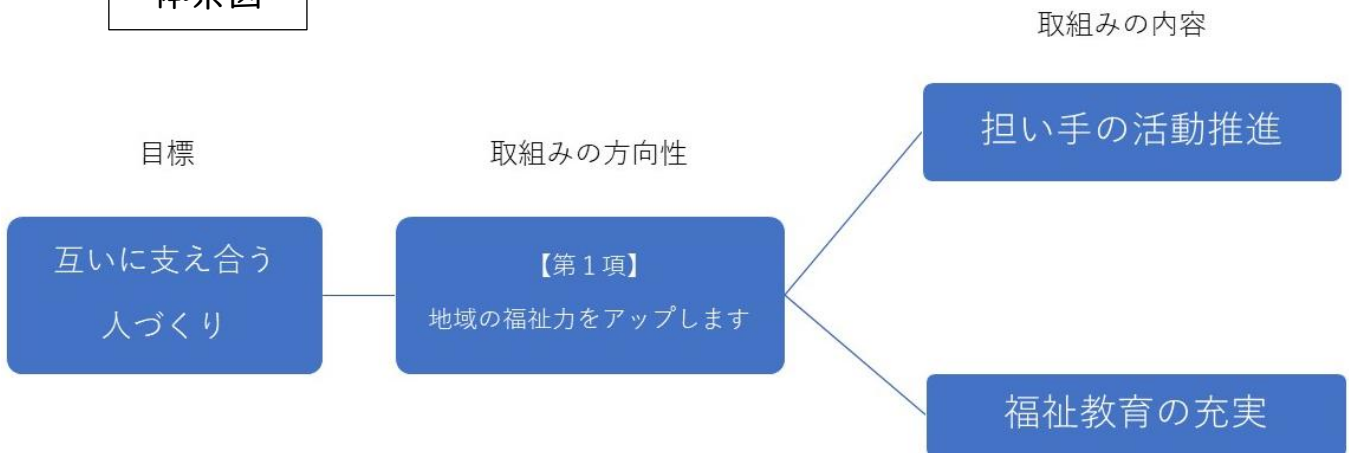 体系図
取組みの内容
担い手の活動推進
目標
取組みの方向性
互いに支え合う
人づくり
【第１項】
地域の福祉力をアップします
福祉教育の充実